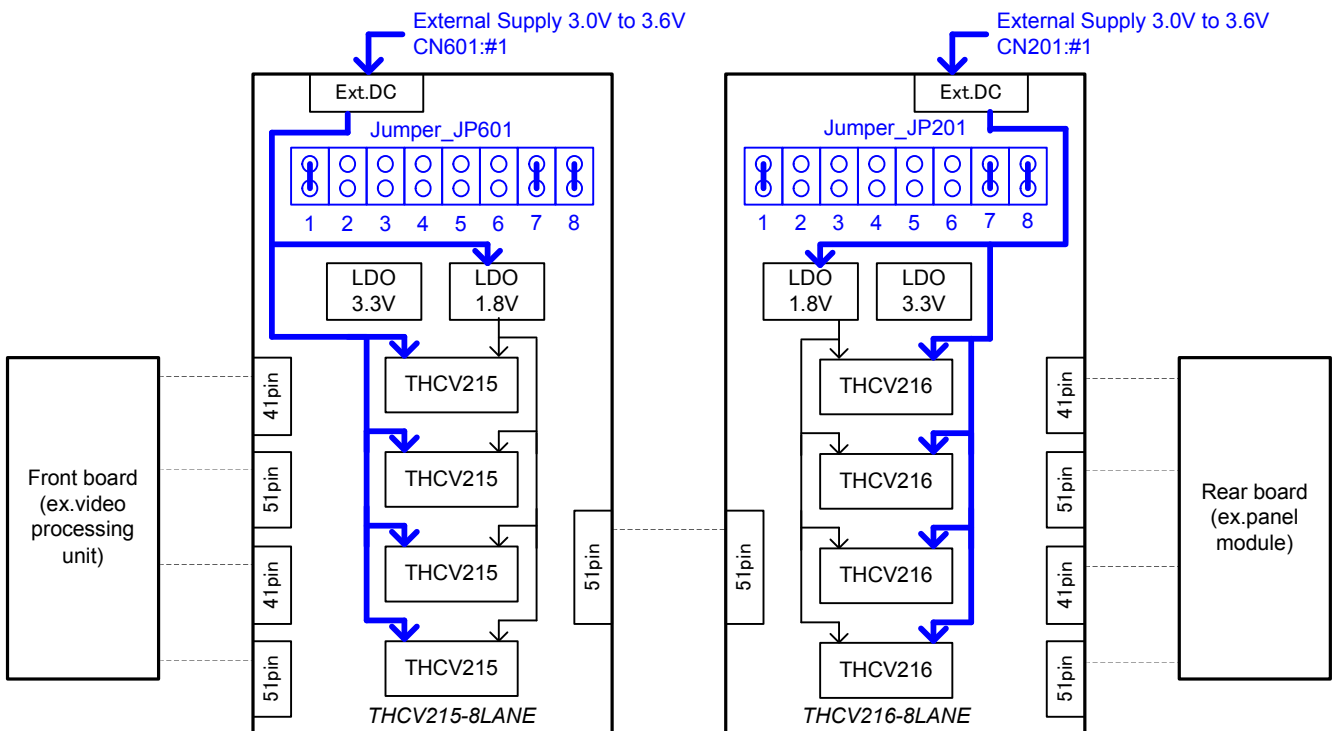 External Supply 3.0V to 3.6V
CN601:#1
External Supply 3.0V to 3.6V
CN201:#1
Ext.DC
Ext.DC
Jumper_JP601
Jumper_JP201
1 2 3 4 5 6 7 8
1 2 3 4 5 6 7 8
LDO
3.3V
LDO
1.8V
LDO
1.8V
LDO
3.3V
Front board
(ex.video
processing
unit)
41pin
51pin
41pin
51pin
THCV215
THCV215
THCV215
THCV215
51pin
THCV215-8LANE
51pin
THCV216
THCV216
THCV216
THCV216
THCV216-8LANE
41pin
51pin
41pin
51pin
Rear board
(ex.panel
module)